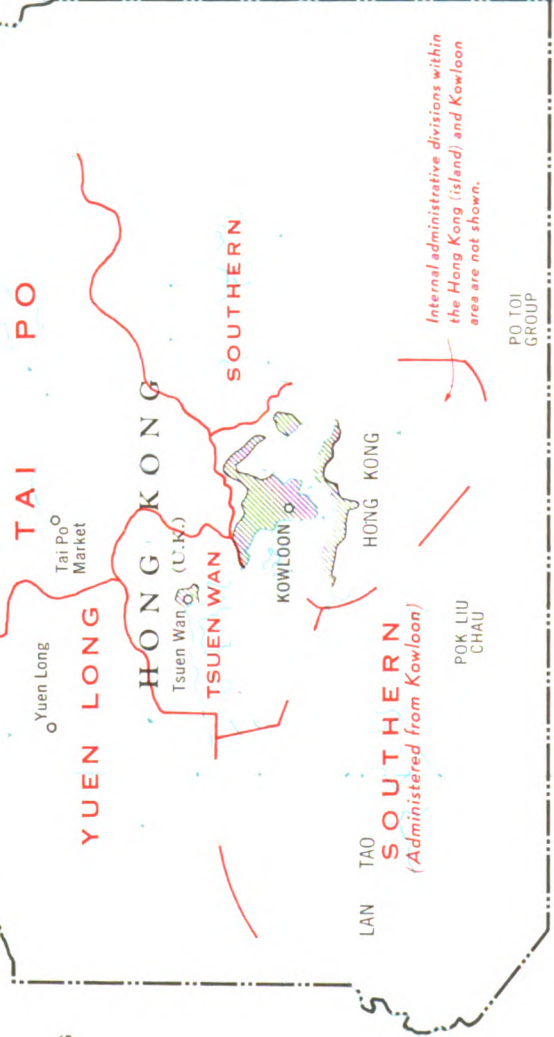 TAI PO
Tai Po
Market
Yuen Long
YUEN LONG
HONG KONG
(U.K.)
Tsuen Wan
TSUEN WAN
SOUTHERN
KOWLOON
HONG KONG
Internal administrative divisions within
the Hong Kong (island) and Kowloon
area are not shown.
LAN TAO
SOUTHERN
(Administered from Kowloon)
POK LIU
CHAU
PO TOI
GROUP